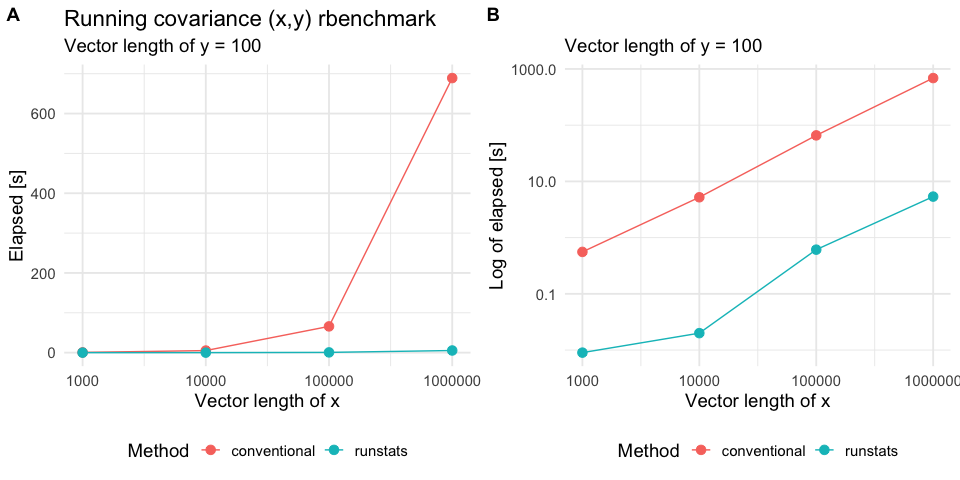 A
Running covariance (x,y) rbenchmark
Vector length of y = 100
Elapsed [s]
600
400
200
0
1000
10000
100000
1000000
Vector length of x
Method
conventional
runstats
B
Vector length of y = 100
Log of elapsed [s]
1000.0
10.0
0.1
1000
10000
100000
1000000
Vector length of x
Method
conventional
runstats